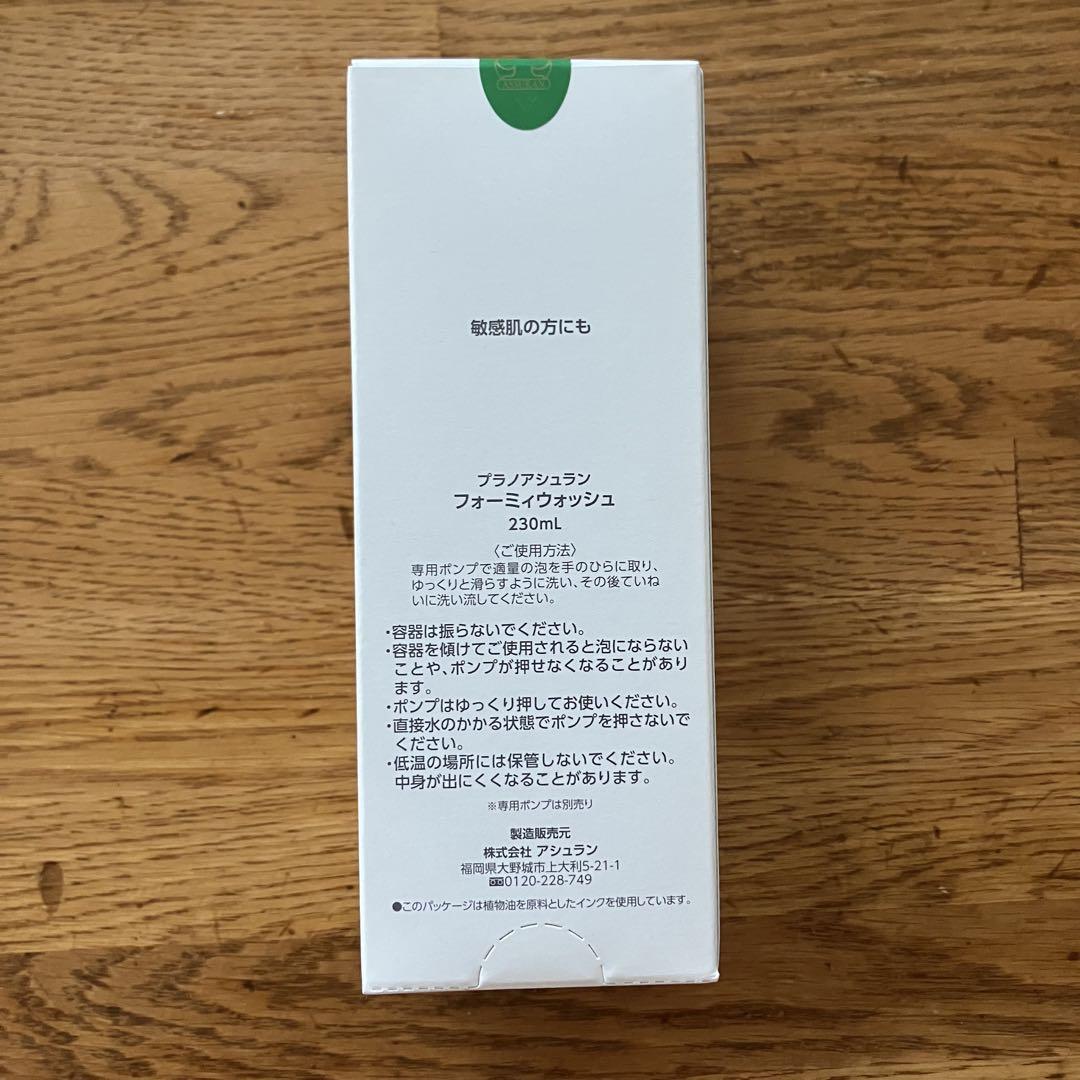 ASSURAN
敏感肌の方にも
プラノアシュラン
フォーミィウォッシュ
230mL
〈ご使用方法〉
専用ポンプで適量の泡を手のひらに取り、
ゆっくりと滑らすように洗い、その後ていね
いに洗い流してください。
・容器は振らないでください。
・容器を傾けてご使用されると泡にならない
ことや、ポンプが押せなくなることがあり
ます。
・ポンプはゆっくり押してお使いください。
・直接水のかかる状態でポンプを押さないで
ください。
・低温の場所には保管しないでください。
中身が出にくくなることがあります。
※専用ポンプは別売り
製造販売元
株式会社 アシュラン
福岡県大野城市上大利5-21-1
0120-228-749
●このパッケージは植物油を原料としたインクを使用しています。